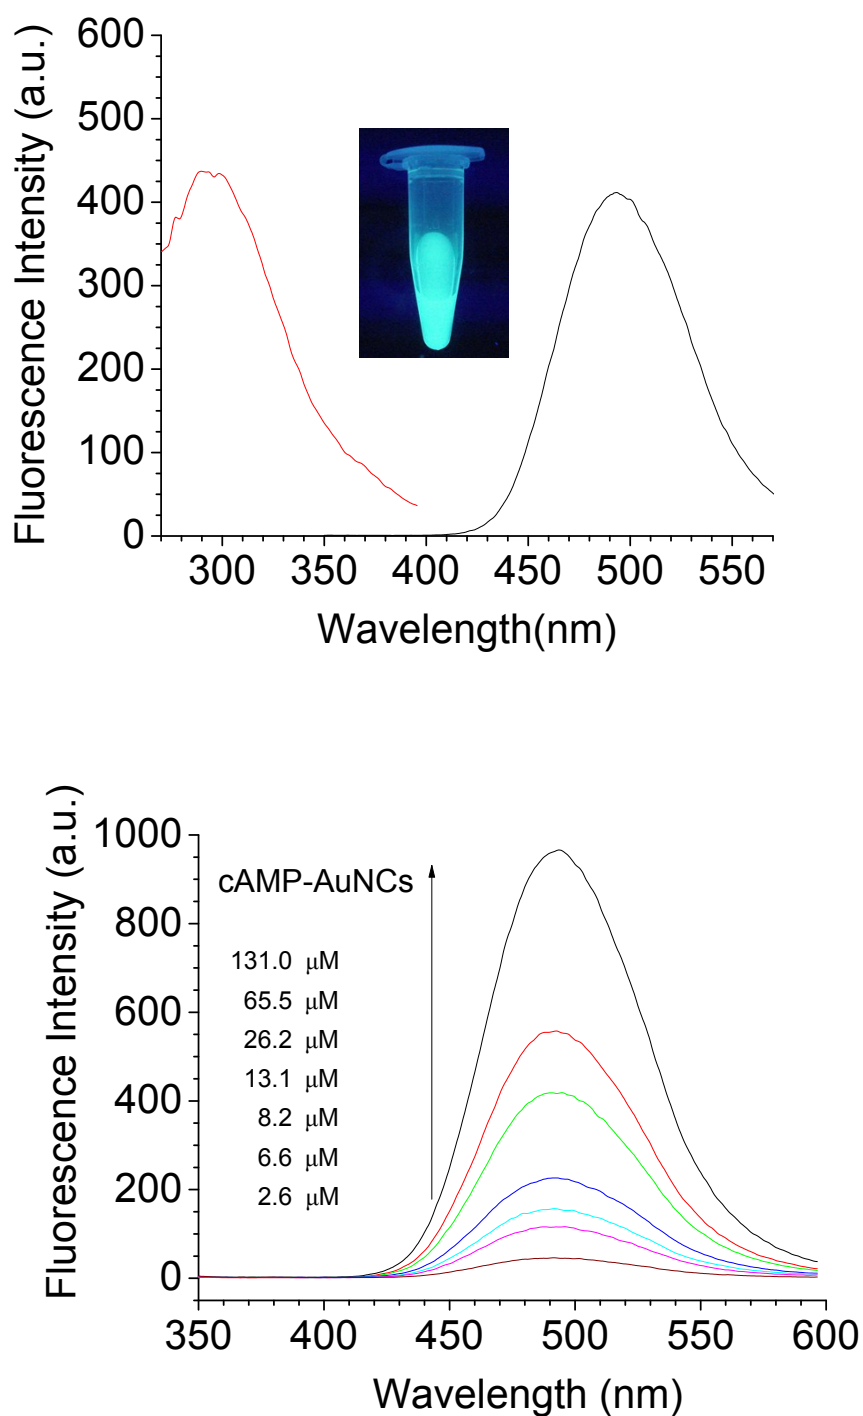 Fluorescence Intensity (a.u.)
600
500
400
300
200
100
0
300 350 400 450 500 550
Wavelength(nm)
Fluorescence Intensity (a.u.)
1000
800
600
400
200
0
cAMP-AuNCs
131.0 μM
65.5 μM
26.2 μM
13.1 μM
8.2 μM
6.6 μM
2.6 μM
350 400 450 500 550 600
Wavelength (nm)